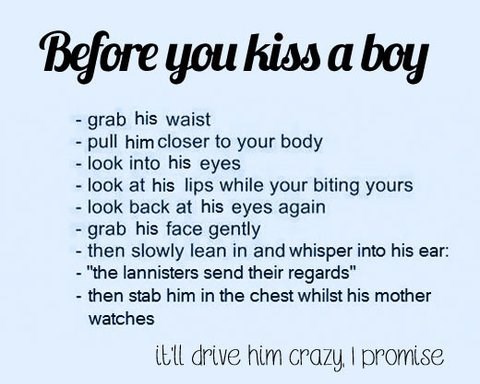 Before you kiss a boy
- grab his waist
- pull him closer to your body
- look into his eyes
- look at his lips while your biting yours
- look back at his eyes again
- grab his face gently
- then slowly lean in and whisper into his ear:
- "the lannisters send their regards"
- then stab him in the chest whilst his mother
watches
it'll drive him crazy, I promise